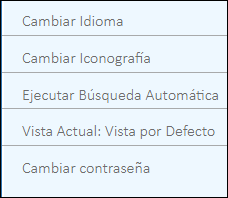 Cambiar Idioma
Cambiar Iconografía
Ejecutar Búsqueda Automática
Vista Actual: Vista por Defecto
Cambiar contraseña